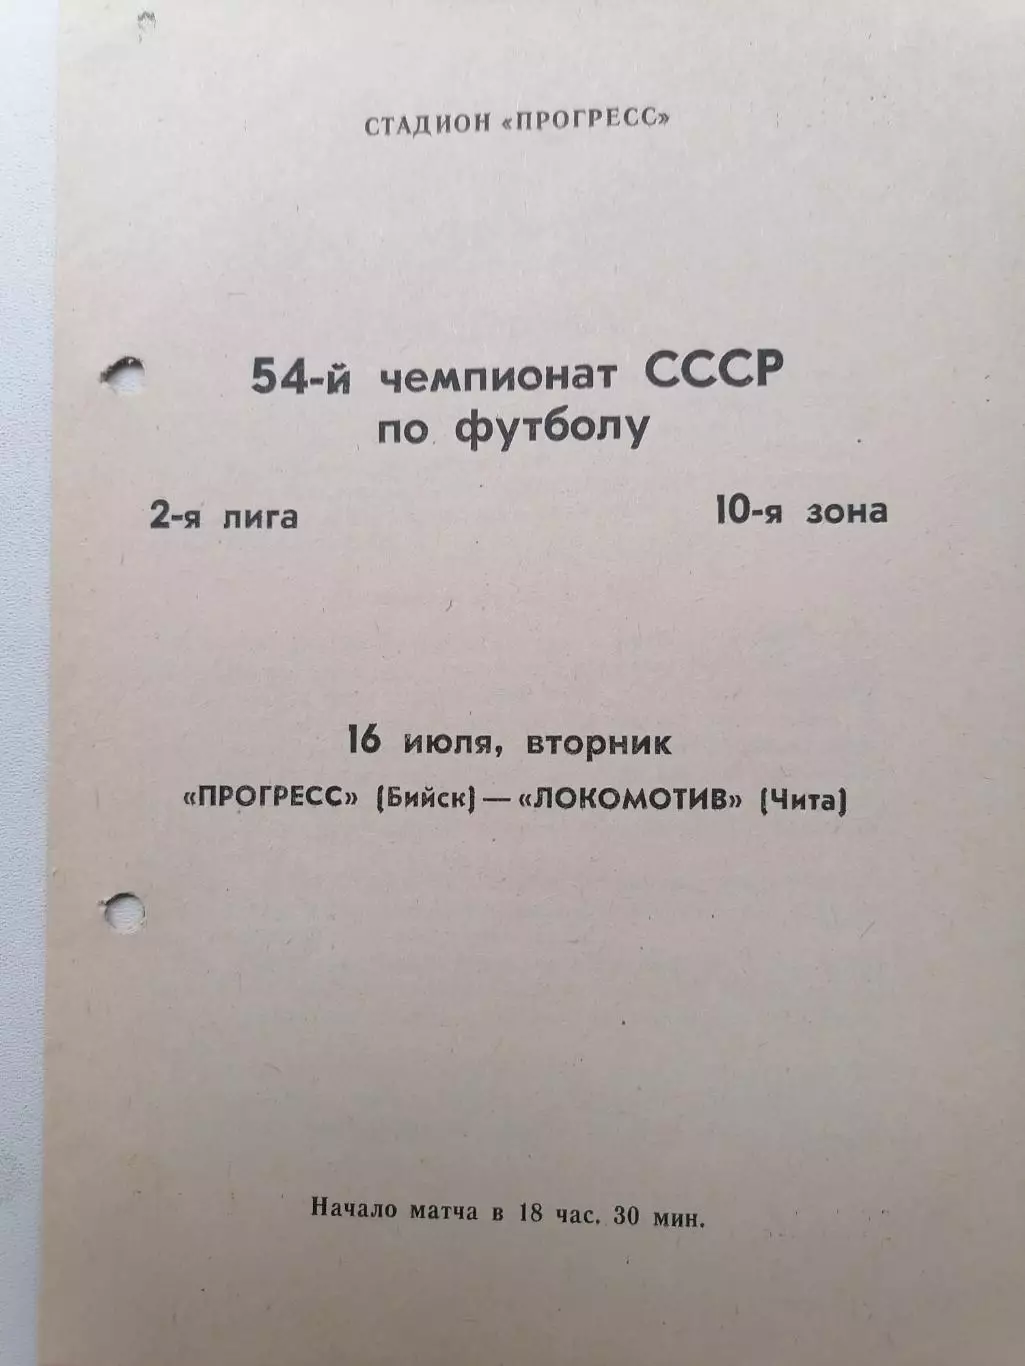 СТАДИОН «ПРОГРЕСС»
54-й чемпионат СССР
по футболу
2-я лига 10-я зона
16 июля, вторник
«ПРОГРЕСС» (Бийск) — «ЛОКОМОТИВ» (Чита)
Начало матча в 18 час. 30 мин.